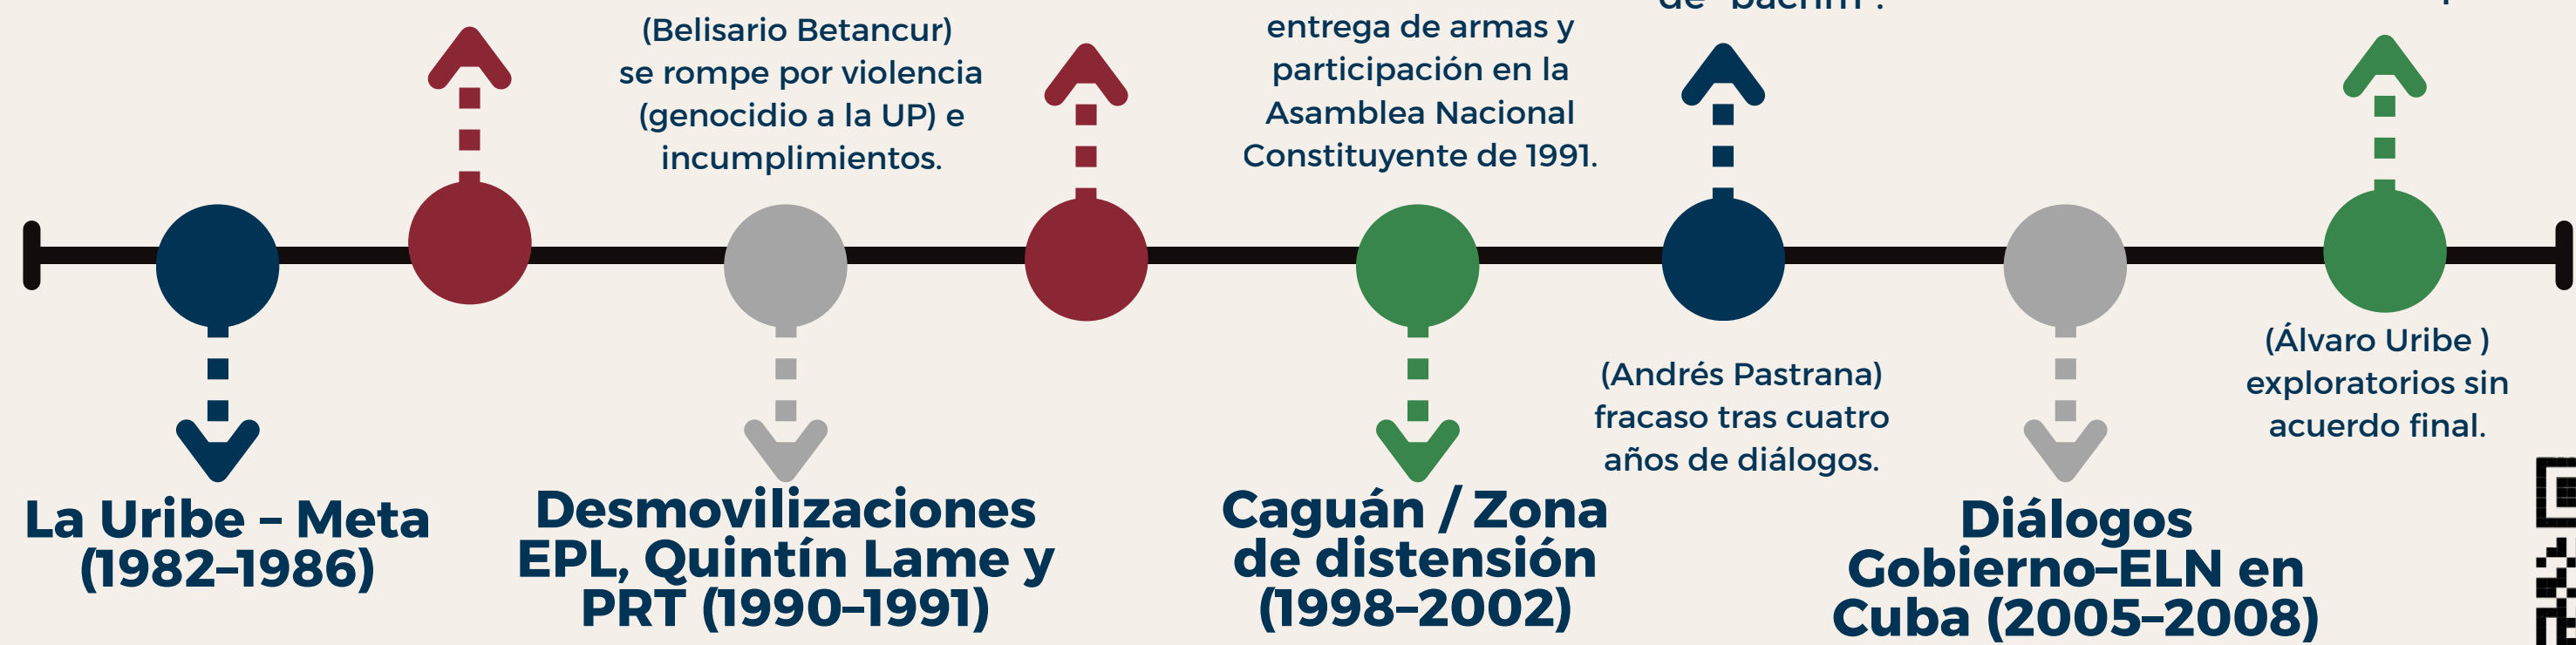 (Belisario Betancur)
se rompe por violencia
(genocidio a la UP) e
incumplimientos.
entrega de armas y
participación en la
Asamblea Nacional
Constituyente de 1991.
La Uribe – Meta
(1982–1986)
Desmovilizaciones
EPL, Quintín Lame y
PRT (1990–1991)
Caguán / Zona
de distensión
(1998–2002)
(Andrés Pastrana)
fracaso tras cuatro
años de diálogos.
Diálogos
Gobierno–ELN en
Cuba (2005–2008)
(Álvaro Uribe )
exploratorios sin
acuerdo final.